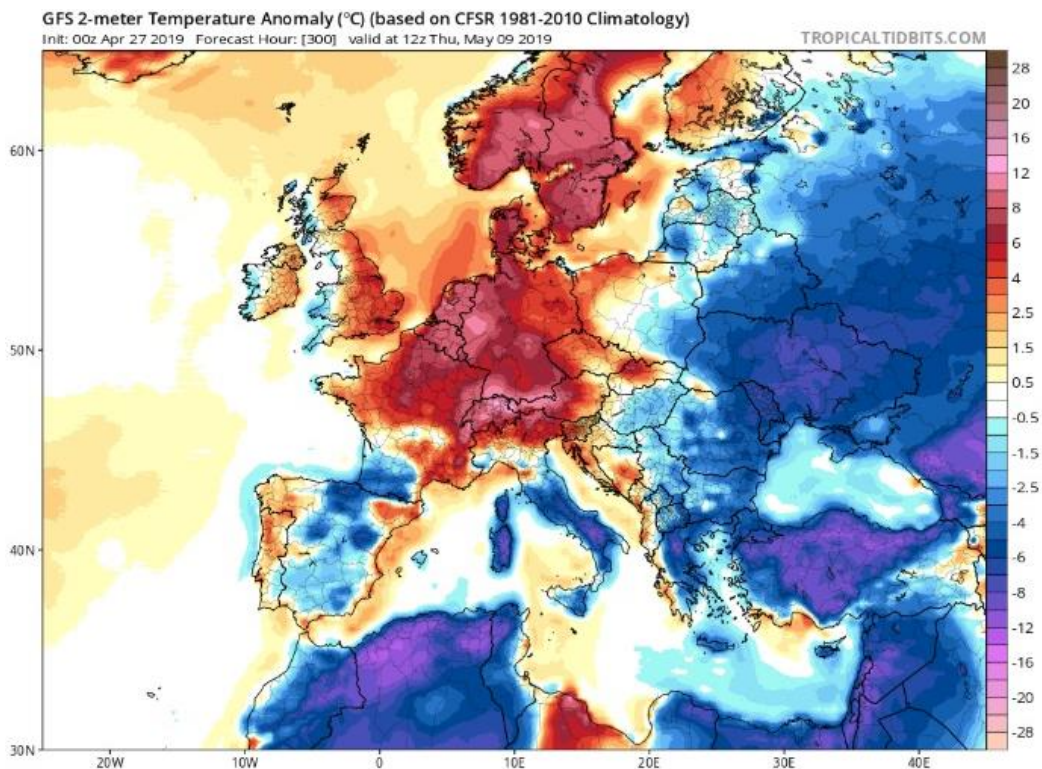 GFS 2-meter Temperature Anomaly (°C) (based on CFSR 1981-2010 Climatology)
Init: 00z Apr 27 2019 Forecast Hour: [300] valid at 12z Thu, May 09 2019 TROPICALTIDBITS.COM
28
20
16
12
8
6
4
2.5
1.5
0.5
-0.5
-1.5
-2.5
-4
-6
-8
-12
-16
-20
-28
60N
50N
40N
30N
20W
10W
0
10E
20E
30E
40E